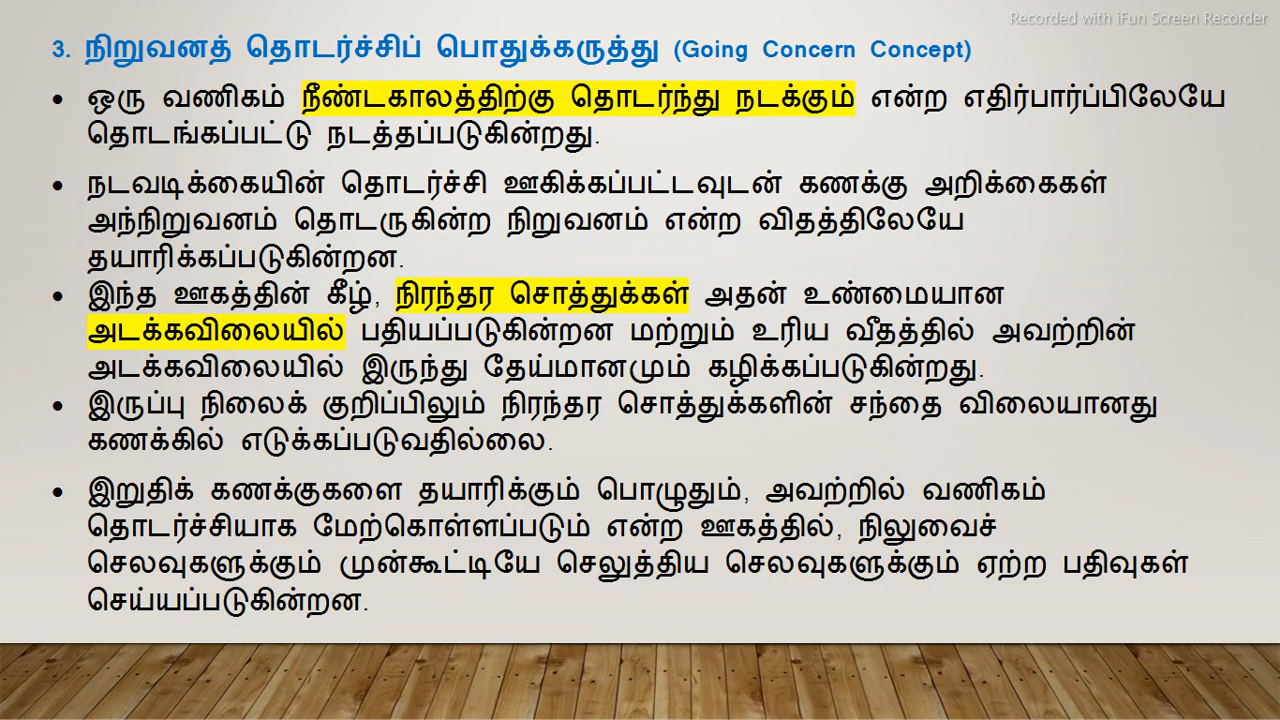 Recorded with iFun Screen Recorder
3. நிறுவனத் தொடர்ச்சிப் பொதுக்கருத்து (Going Concern Concept)
• ஒரு வணிகம் நீண்டகாலத்திற்கு தொடர்ந்து நடக்கும் என்ற எதிர்பார்ப்பிலேயே
தொடங்கப்பட்டு நடத்தப்படுகின்றது.
• நடவடிக்கையின் தொடர்ச்சி ஊகிக்கப்பட்டவுடன் கணக்கு அறிக்கைகள்
அந்நிறுவனம் தொடருகின்ற நிறுவனம் என்ற விதத்திலேயே
தயாரிக்கப்படுகின்றன.
• இந்த ஊகத்தின் கீழ், நிரந்தர சொத்துக்கள் அதன் உண்மையான
அடக்கவிலையில் பதியப்படுகின்றன மற்றும் உரிய வீதத்தில் அவற்றின்
அடக்கவிலையில் இருந்து தேய்மானமும் கழிக்கப்படுகின்றது.
• இருப்பு நிலைக் குறிப்பிலும் நிரந்தர சொத்துக்களின் சந்தை விலையானது
கணக்கில் எடுக்கப்படுவதில்லை.
• இறுதிக் கணக்குகளை தயாரிக்கும் பொழுதும், அவற்றில் வணிகம்
தொடர்ச்சியாக மேற்கொள்ளப்படும் என்ற ஊகத்தில், நிலுவைச்
செலவுகளுக்கும் முன்கூட்டியே செலுத்திய செலவுகளுக்கும் ஏற்ற பதிவுகள்
செய்யப்படுகின்றன.